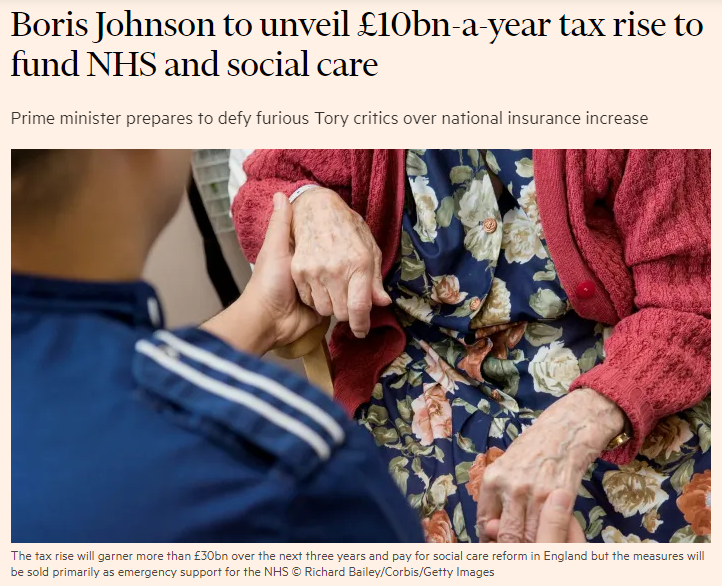 Boris Johnson to unveil £10bn-a-year tax rise to
fund NHS and social care
Prime minister prepares to defy furious Tory critics over national insurance increase
The tax rise will garner more than £30bn over the next three years and pay for social care reform in England but the measures will
be sold primarily as emergency support for the NHS © Richard Bailey/Corbis/Getty Images